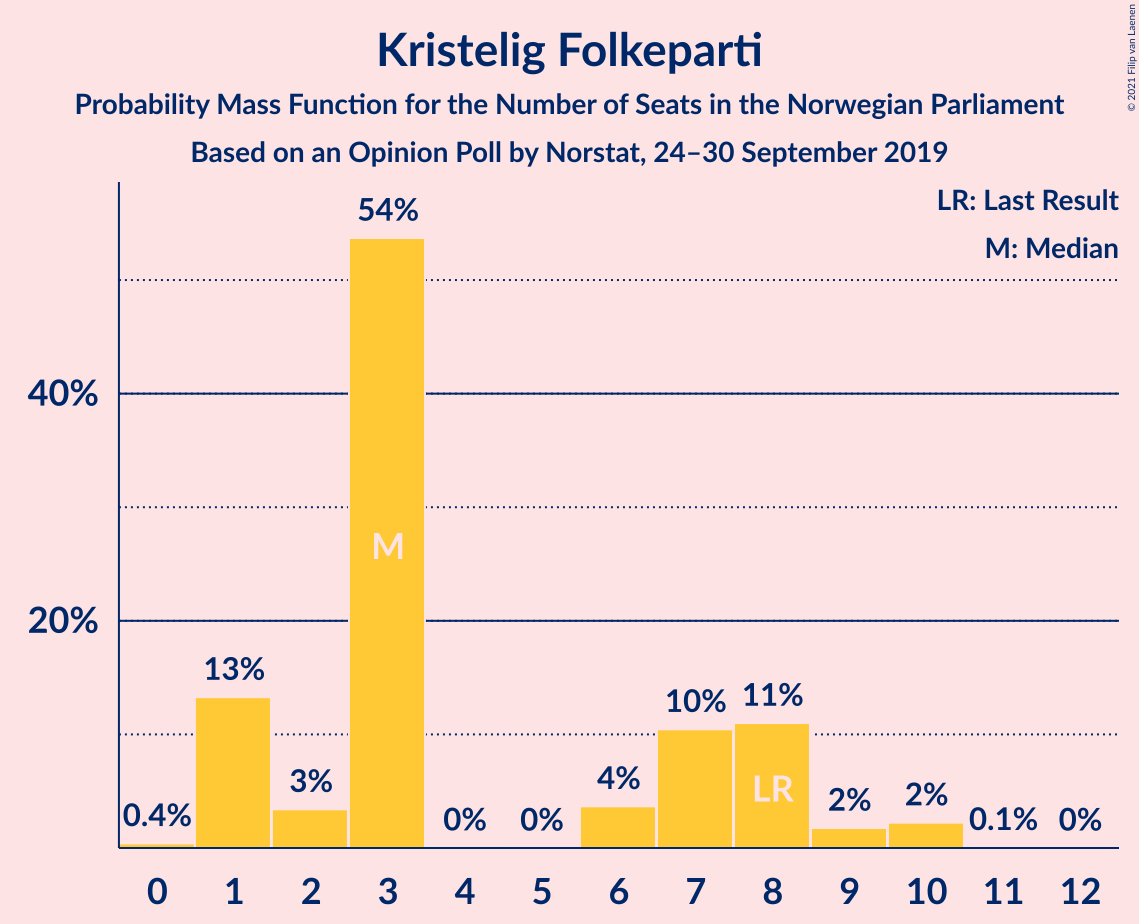 Kristelig Folkeparti
Probability Mass Function for the Number of Seats in the Norwegian Parliament
Based on an Opinion Poll by Norstat, 24–30 September 2019
© 2021 Filip van Laenen
LR: Last Result
M: Median
54%
40%
M
20%
13%
10% 11%
3%
4%
LR
0.4%
0% 0%
2% 2%
0.1% 0%
0 1 2 3 4 5 6 7 8 9 10 11 12